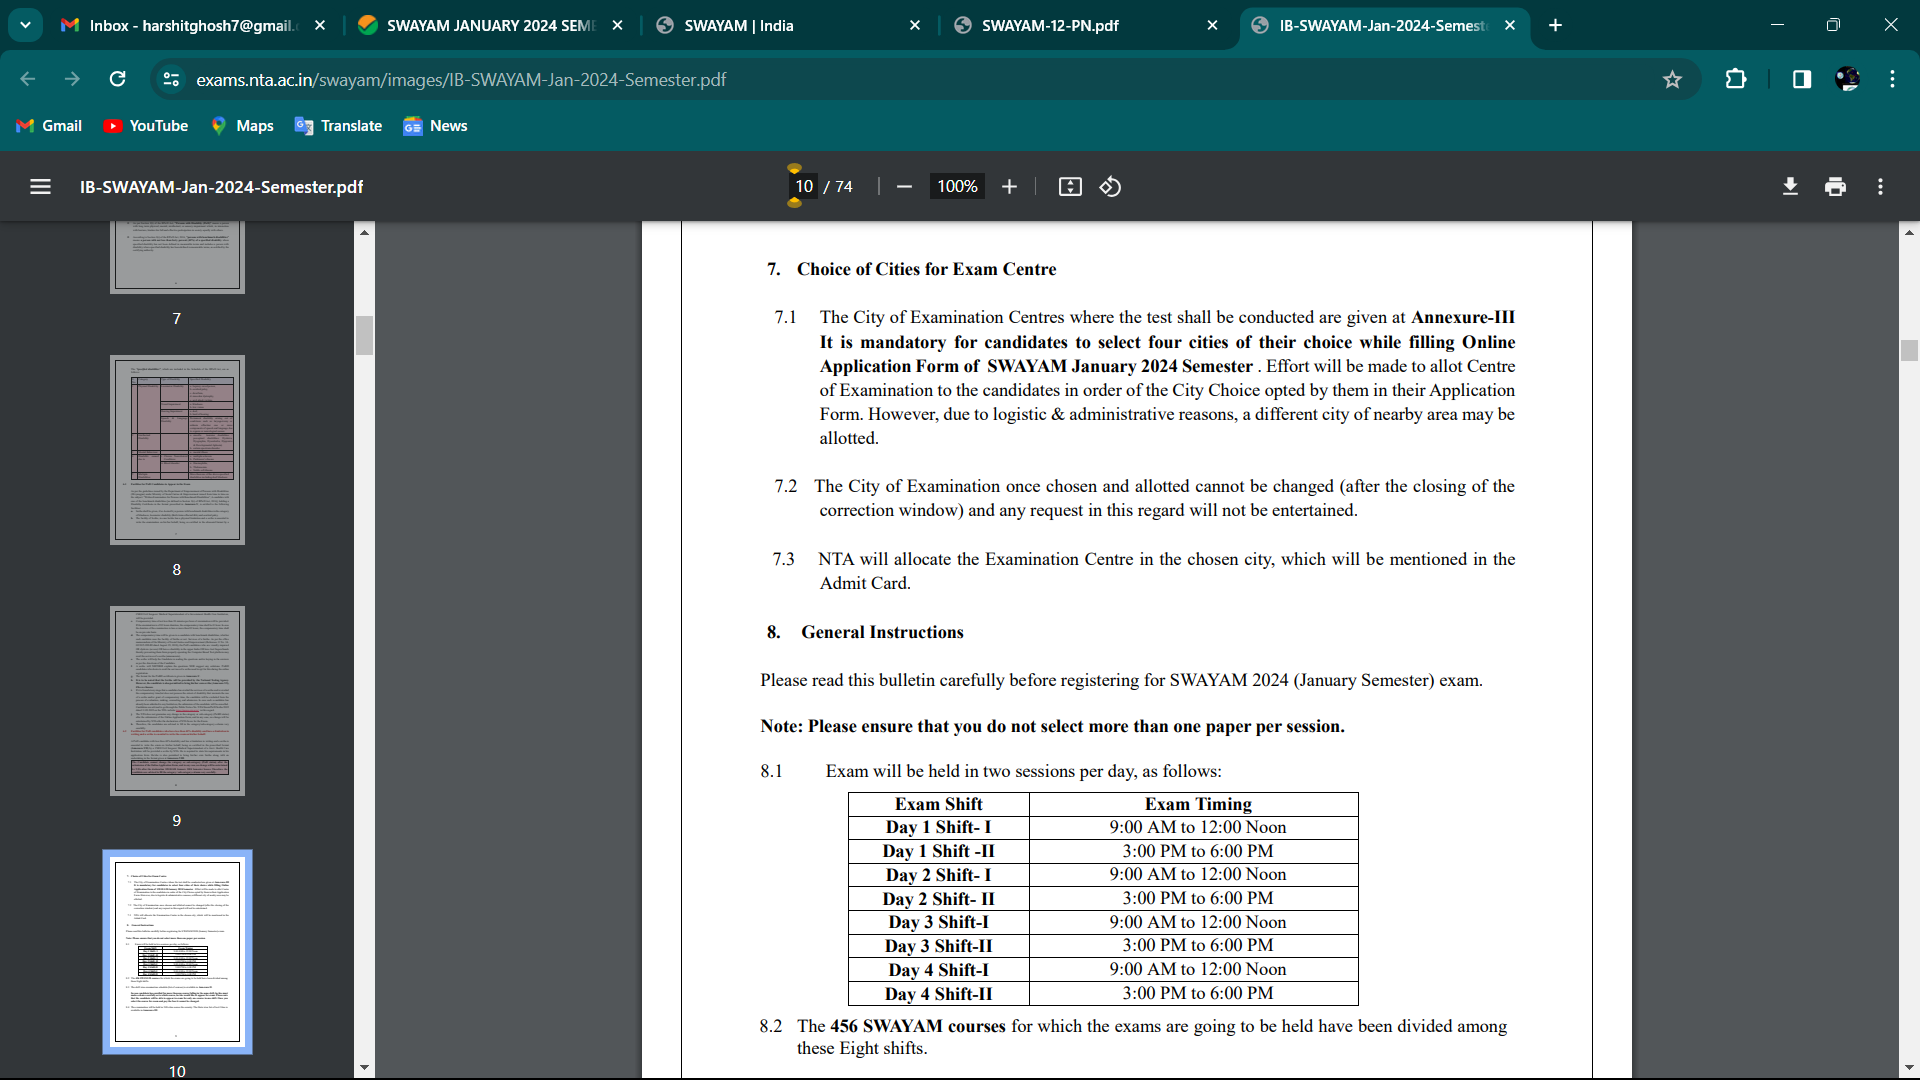 Inbox - harshitghosh7@gmail.
SWAYAM JANUARY 2024 SEME
SWAYAM | India
SWAYAM-12-PN.pdf
IB-SWAYAM-Jan-2024-Semest
exams.nta.ac.in/swayam/images/IB-SWAYAM-Jan-2024-Semester.pdf
Gmail
YouTube
Maps
Translate
News
IB-SWAYAM-Jan-2024-Semester.pdf
10 / 74
100%
7
8
9
10
7. Choice of Cities for Exam Centre
7.1 The City of Examination Centres where the test shall be conducted are given at Annexure-III
It is mandatory for candidates to select four cities of their choice while filling Online
Application Form of SWAYAM January 2024 Semester . Effort will be made to allot Centre
of Examination to the candidates in order of the City Choice opted by them in their Application
Form. However, due to logistic & administrative reasons, a different city of nearby area may be
allotted.
7.2 The City of Examination once chosen and allotted cannot be changed (after the closing of the
correction window) and any request in this regard will not be entertained.
7.3 NTA will allocate the Examination Centre in the chosen city, which will be mentioned in the
Admit Card.
8. General Instructions
Please read this bulletin carefully before registering for SWAYAM 2024 (January Semester) exam.
Note: Please ensure that you do not select more than one paper per session.
8.1 Exam will be held in two sessions per day, as follows:
Exam Shift Exam Timing
Day 1 Shift- I 9:00 AM to 12:00 Noon
Day 1 Shift -II 3:00 PM to 6:00 PM
Day 2 Shift- I 9:00 AM to 12:00 Noon
Day 2 Shift- II 3:00 PM to 6:00 PM
Day 3 Shift-I 9:00 AM to 12:00 Noon
Day 3 Shift-II 3:00 PM to 6:00 PM
Day 4 Shift-I 9:00 AM to 12:00 Noon
Day 4 Shift-II 3:00 PM to 6:00 PM
8.2 The 456 SWAYAM courses for which the exams are going to be held have been divided among
these Eight shifts.